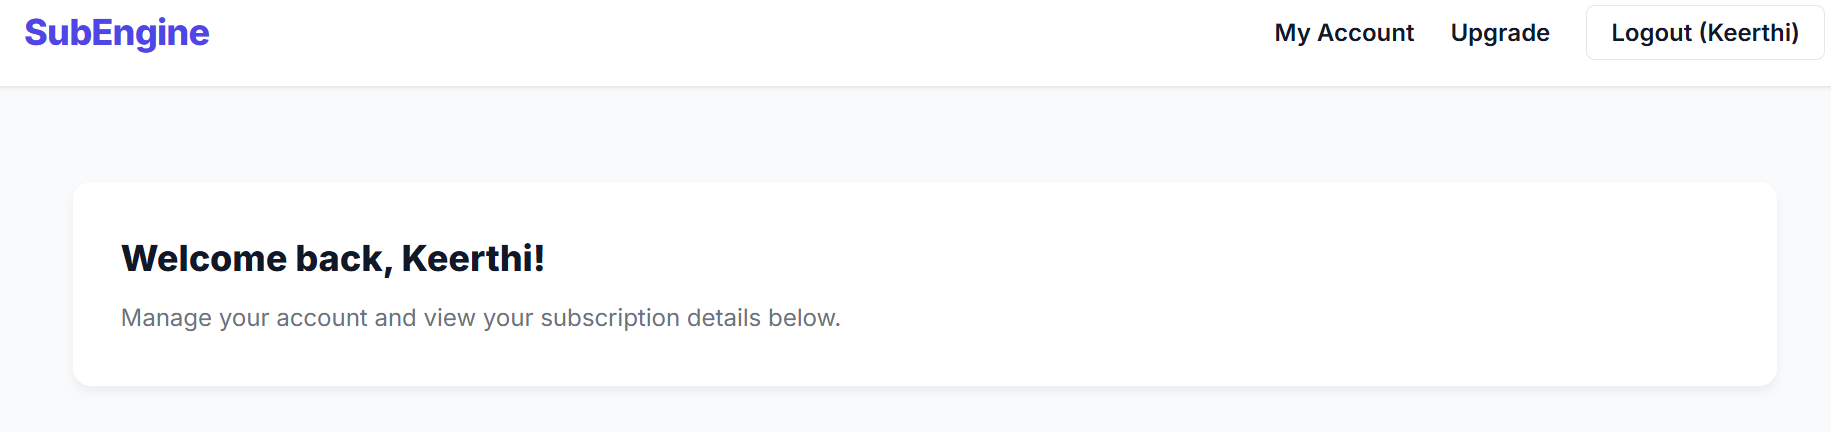 SubEngine
My Account
Upgrade
Logout (Keerthi)
Welcome back, Keerthi!
Manage your account and view your subscription details below.